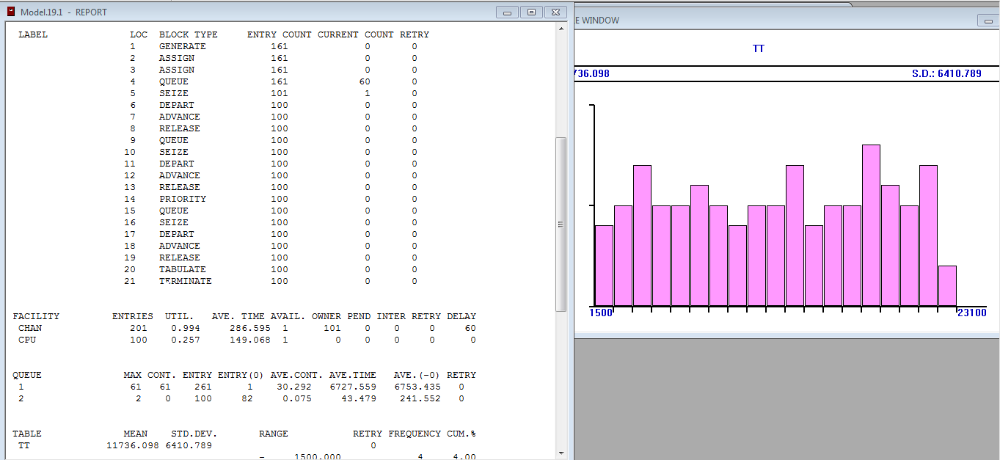 Model.19.1 - REPORT
LABEL LOC BLOCK TYPE ENTRY COUNT CURRENT COUNT RETRY
1 GENERATE 161 0 0
2 ASSIGN 161 0 0
3 ASSIGN 161 0 0
4 QUEUE 161 60 0
5 SEIZE 101 1 0
6 DEPART 100 0 0
7 ADVANCE 100 0 0
8 RELEASE 100 0 0
9 QUEUE 100 0 0
10 SEIZE 100 0 0
11 DEPART 100 0 0
12 ADVANCE 100 0 0
13 RELEASE 100 0 0
14 PRIORITY 100 0 0
15 QUEUE 100 0 0
16 SEIZE 100 0 0
17 DEPART 100 0 0
18 ADVANCE 100 0 0
19 RELEASE 100 0 0
20 TABULATE 100 0 0
21 TERMINATE 100 0 0
FACILITY ENTRIES UTIL. AVE. TIME AVAIL. OWNER PEND INTER RETRY DELAY
CHAN 201 0.994 286.595 1 101 0 0 0 60
CPU 100 0.257 149.068 1 0 0 0 0 0
QUEUE MAX CONT. ENTRY ENTRY(0) AVE.CONT. AVE.TIME AVE.(-0) RETRY
1 61 61 261 1 30.292 6727.559 6753.435 0
2 2 0 100 82 0.075 43.479 241.552 0
TABLE MEAN STD.DEV. RANGE RETRY FREQUENCY CUM.%
TT 11736.098 6410.789 0
- 1500.000 4 4.00
E WINDOW
TT
736.098 S.D.: 6410.789
1500 23100